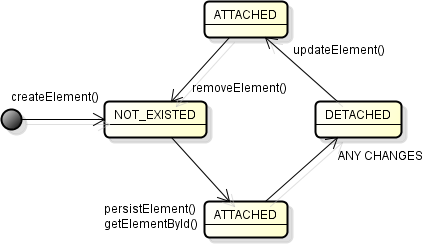 ATTACHED
updateElement()
createElement()
removeElement()
NOT_EXISTED
DETACHED
ANY CHANGES
persistElement()
getElementById()
ATTACHED